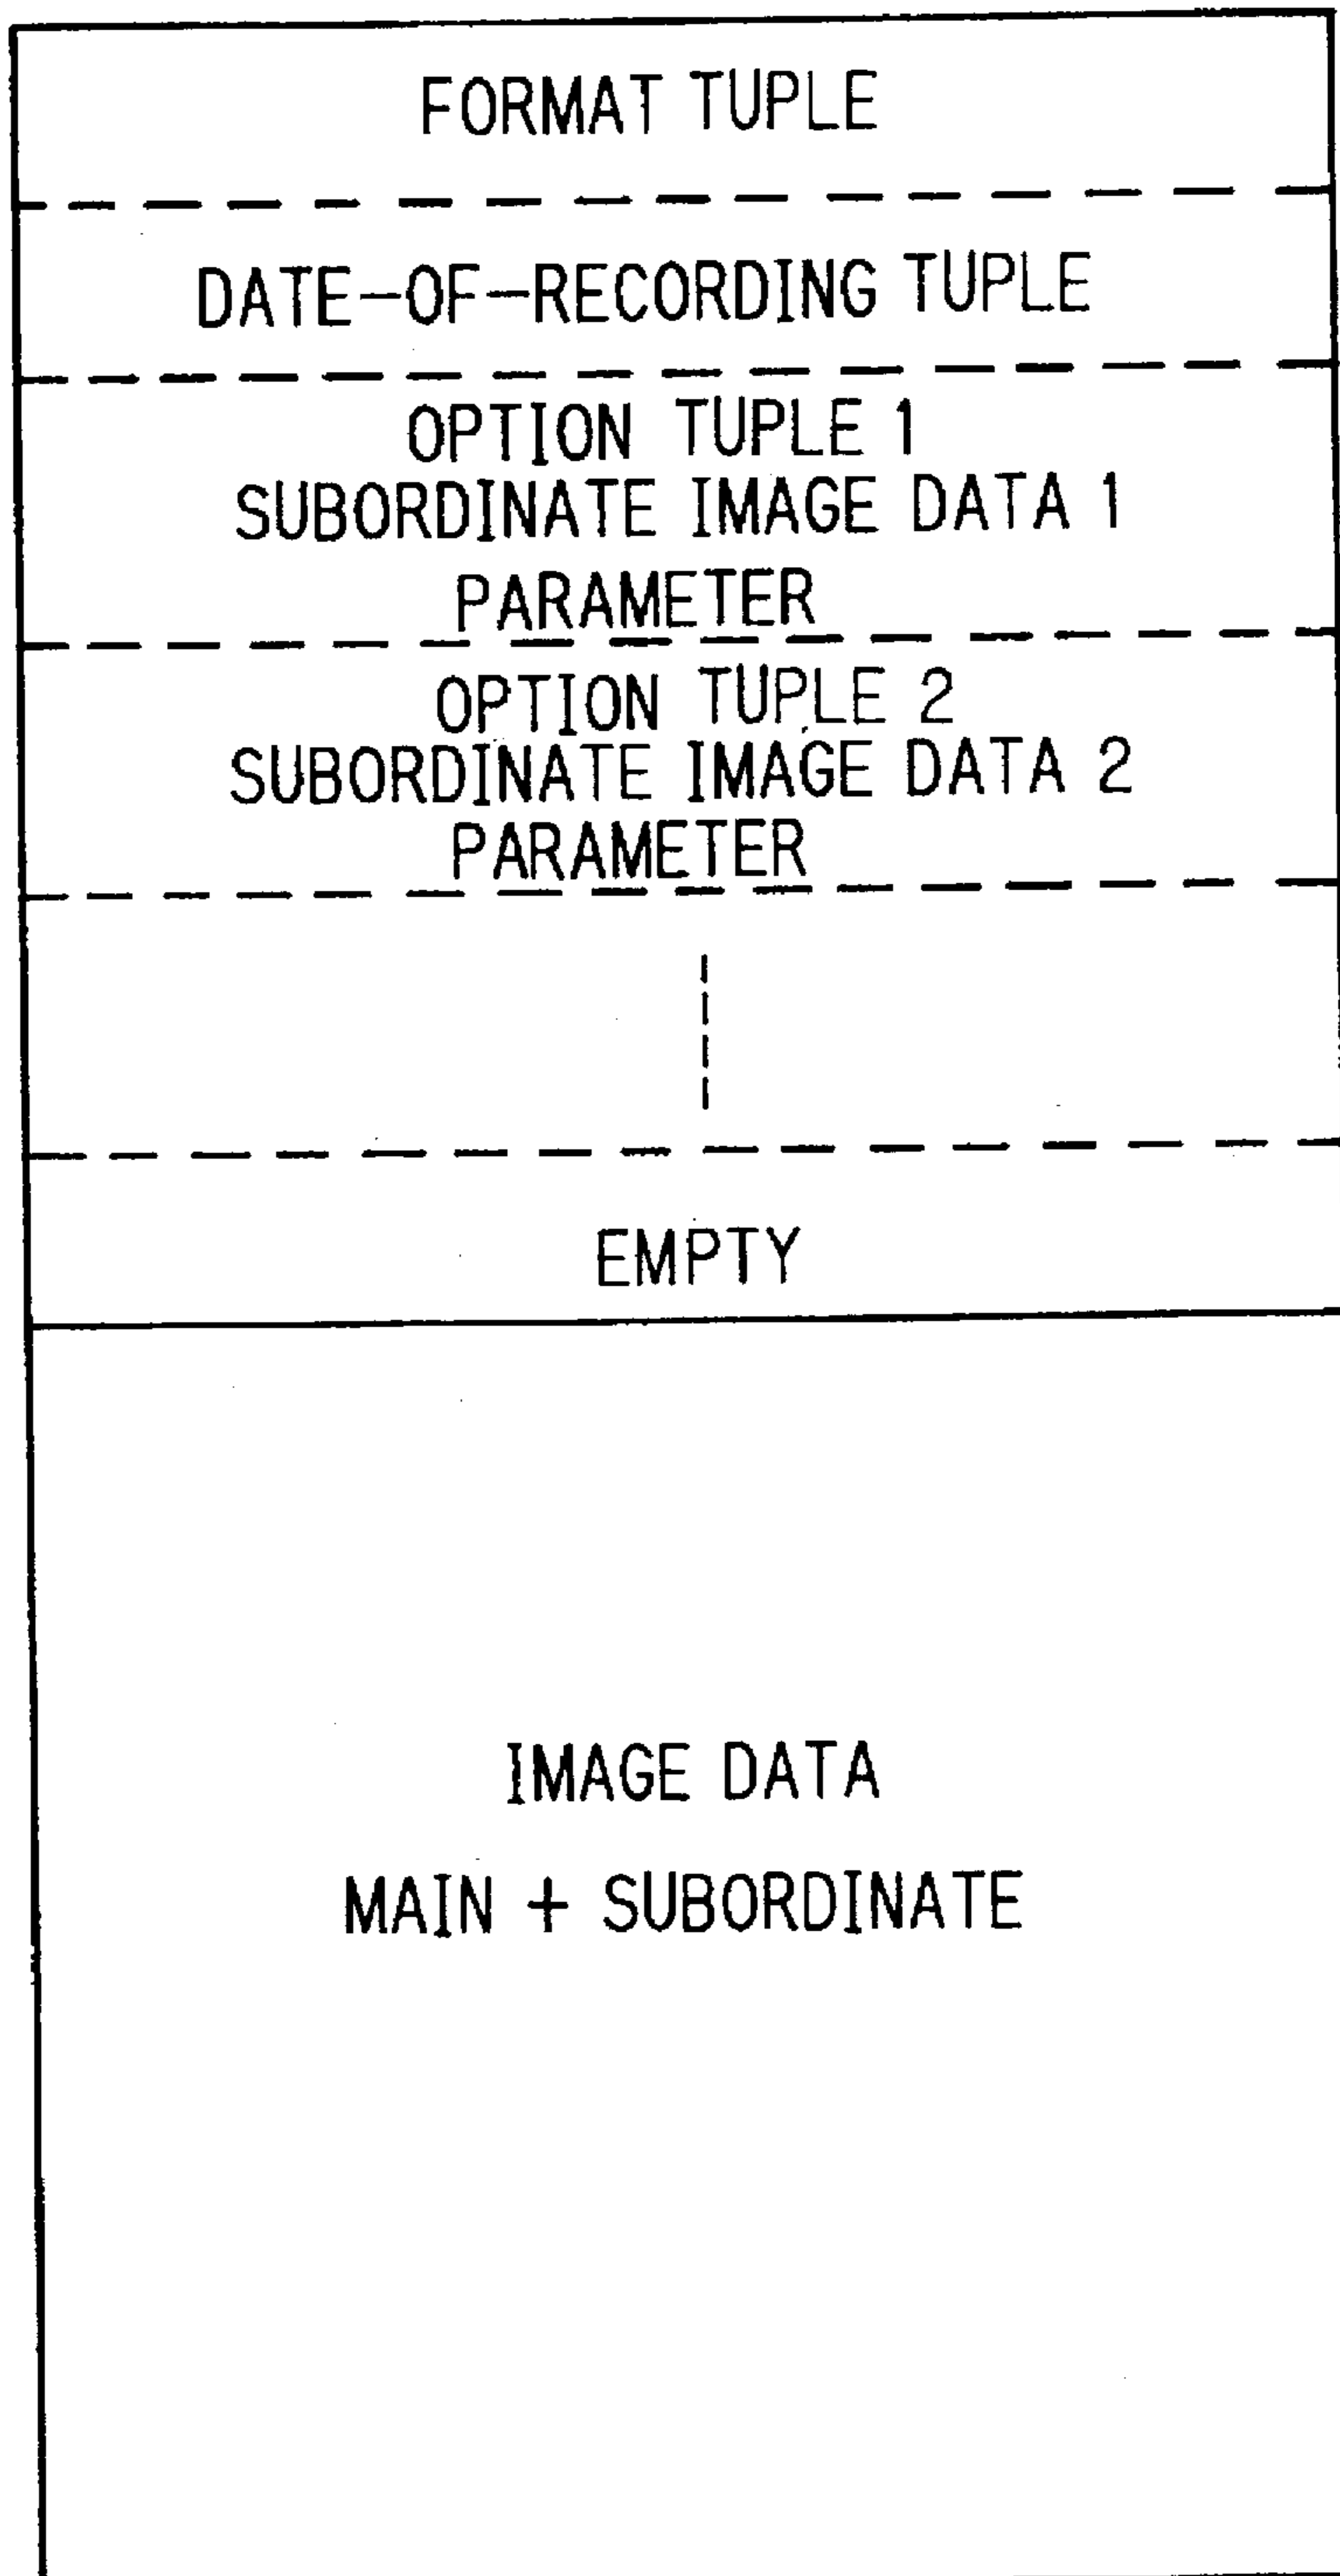 FORMAT TUPLE
DATE-OF-RECORDING TUPLE
OPTION TUPLE 1
SUBORDINATE IMAGE DATA 1
PARAMETER
OPTION TUPLE 2
SUBORDINATE IMAGE DATA 2
PARAMETER
EMPTY
IMAGE DATA
MAIN + SUBORDINATE